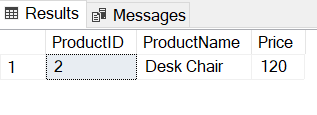 Results Messages
ProductID ProductName Price
1 2 Desk Chair 120